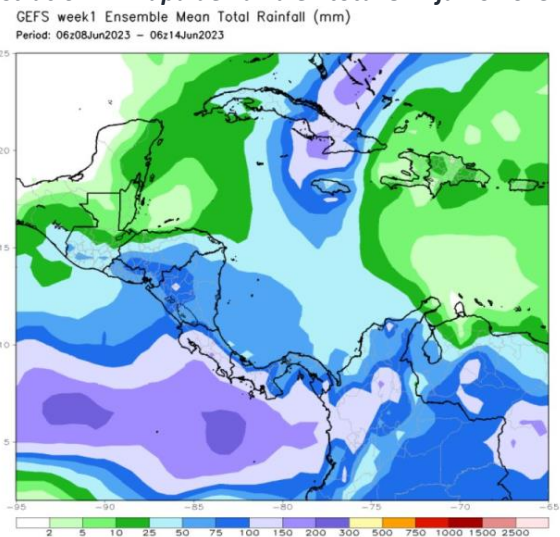 GEFS week1 Ensemble Mean Total Rainfall (mm)
Period: 06z08Jun2023 – 06z14Jun2023
25
20
15
10
5
-95 -90 -85 -80 -75 -70 -65
2 5 10 25 50 75 100 150 200 300 500 750 1000 1500 2500